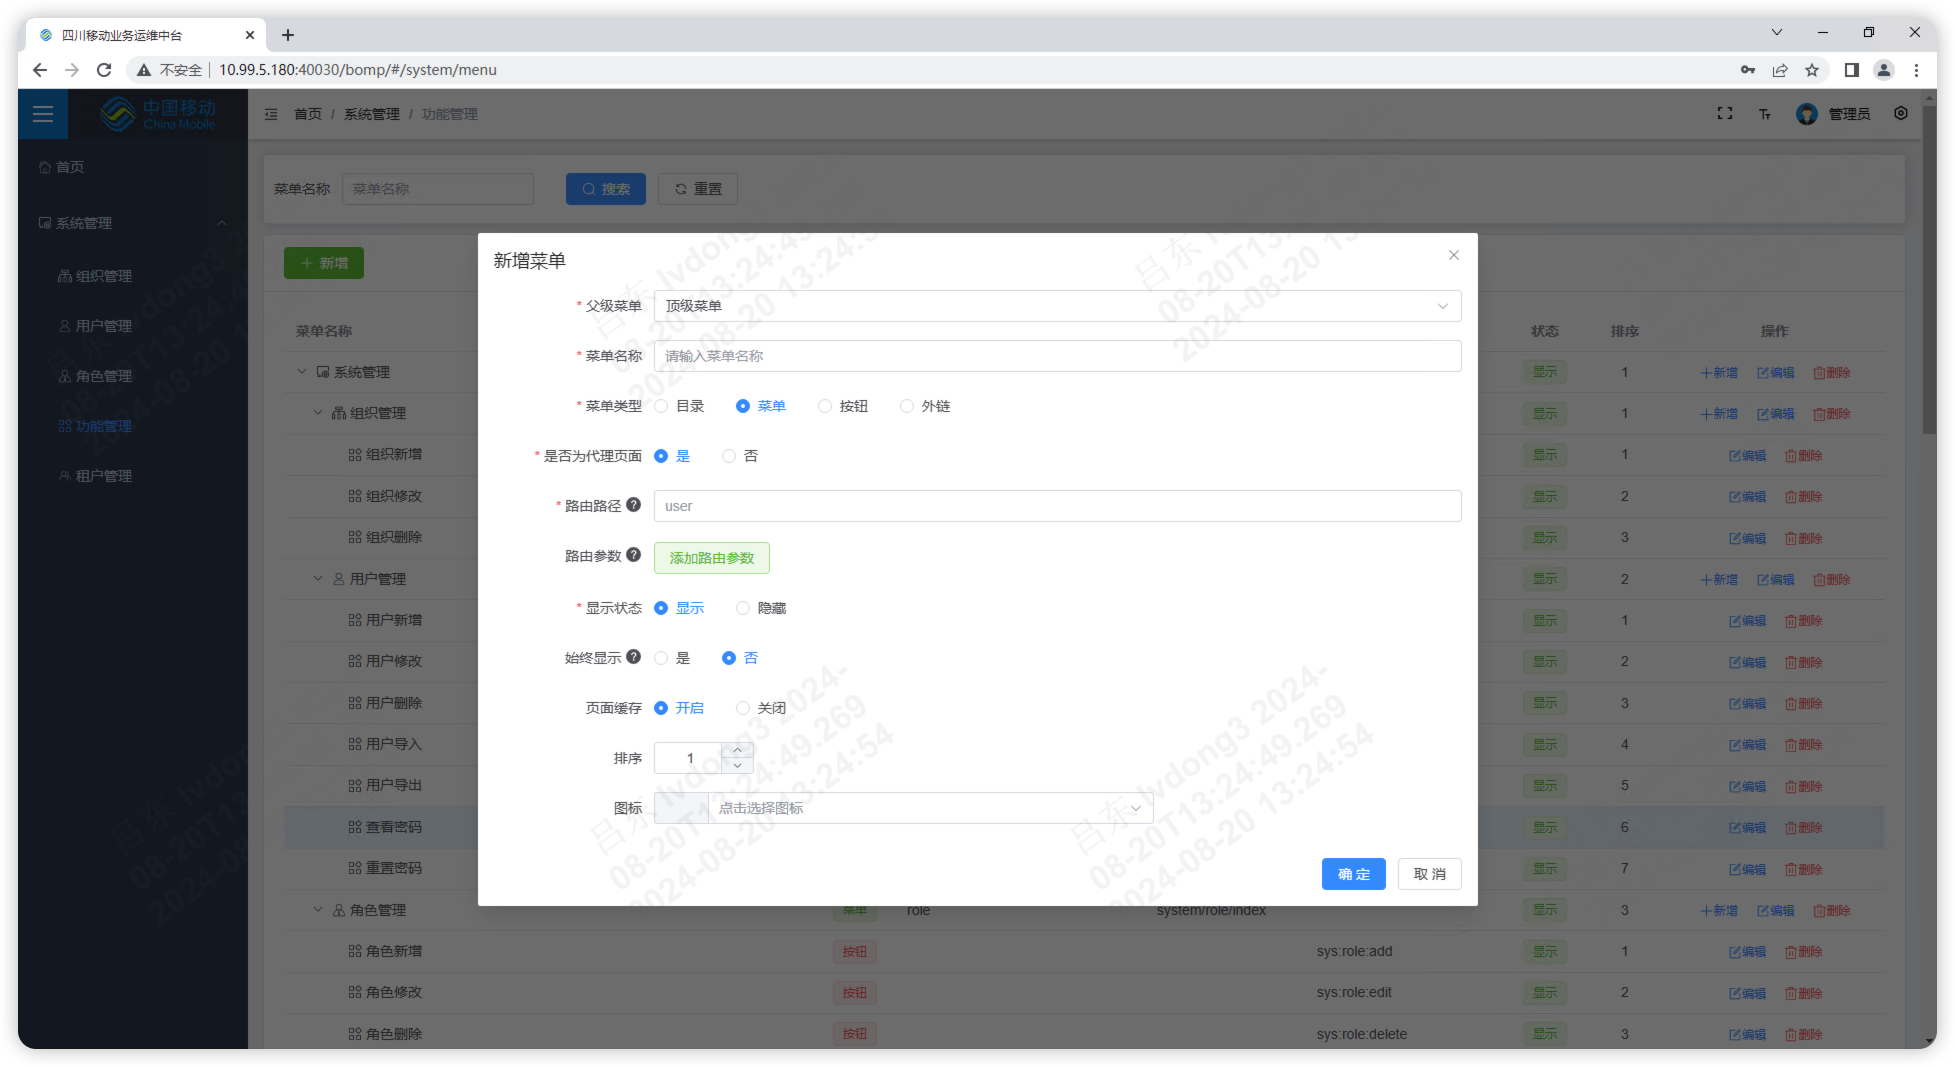 四川移动业务运维中台
不安全 10.99.5.180:40030/bomp/#/system/menu
中国移动
China Mobile
首页 / 系统管理 / 功能管理
管理员
首页
系统管理
组织管理
用户管理
角色管理
功能管理
租户管理
菜单名称 菜单名称 搜索 重置
新增
菜单名称 状态 排序 操作
系统管理 显示 1 新增 编辑 删除
组织管理 显示 1 新增 编辑 删除
组织新增 显示 1 编辑 删除
组织修改 显示 2 编辑 删除
组织删除 显示 3 编辑 删除
用户管理 显示 2 新增 编辑 删除
用户新增 显示 1 编辑 删除
用户修改 显示 2 编辑 删除
用户删除 显示 3 编辑 删除
用户导入 显示 4 编辑 删除
用户导出 显示 5 编辑 删除
查看密码 显示 6 编辑 删除
重置密码 显示 7 编辑 删除
角色管理 菜单 role system/role/index 显示 3 新增 编辑 删除
角色新增 按钮 sys:role:add 显示 1 编辑 删除
角色修改 按钮 sys:role:edit 显示 2 编辑 删除
角色删除 按钮 sys:role:delete 显示 3 编辑 删除
新增菜单
* 父级菜单 顶级菜单
* 菜单名称 请输入菜单名称
* 菜单类型 目录 菜单 按钮 外链
* 是否为代理页面 是 否
* 路由路径 user
路由参数 添加路由参数
* 显示状态 显示 隐藏
始终显示 是 否
页面缓存 开启 关闭
排序 1
图标 点击选择图标
确 定 取 消
吕东 lvdong3 2024-
08-20T13:24:49.269
2024-08-20 13:24:54